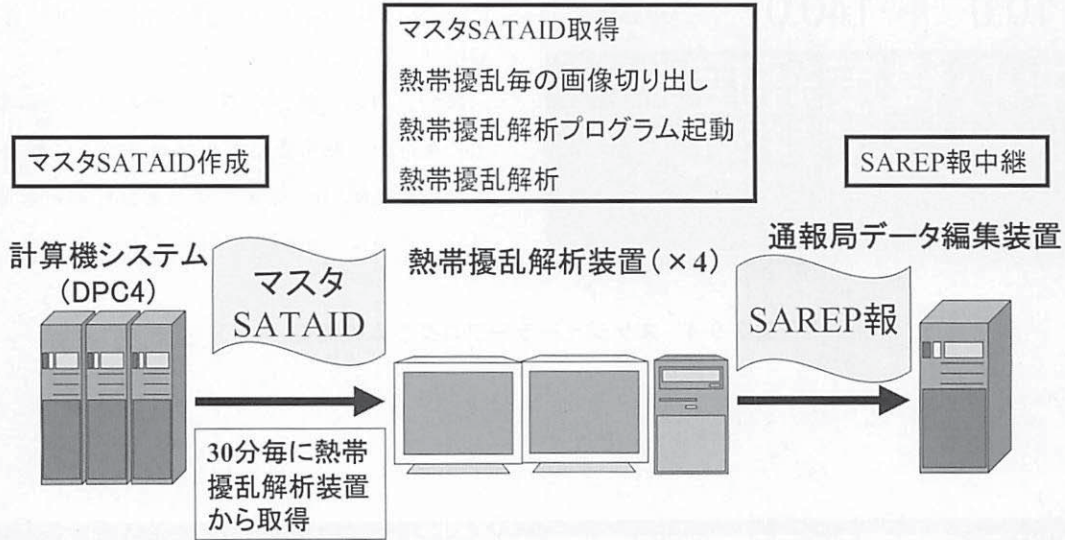 マスタSATAID取得
熱帯擾乱毎の画像切り出し
熱帯擾乱解析プログラム起動
熱帯擾乱解析
マスタSATAID作成
SAREP報中継
計算機システム
(DPC4)
マスタ
SATAID
熱帯擾乱解析装置(×4)
通報局データ編集装置
SAREP報
30分毎に熱帯
擾乱解析装置
から取得